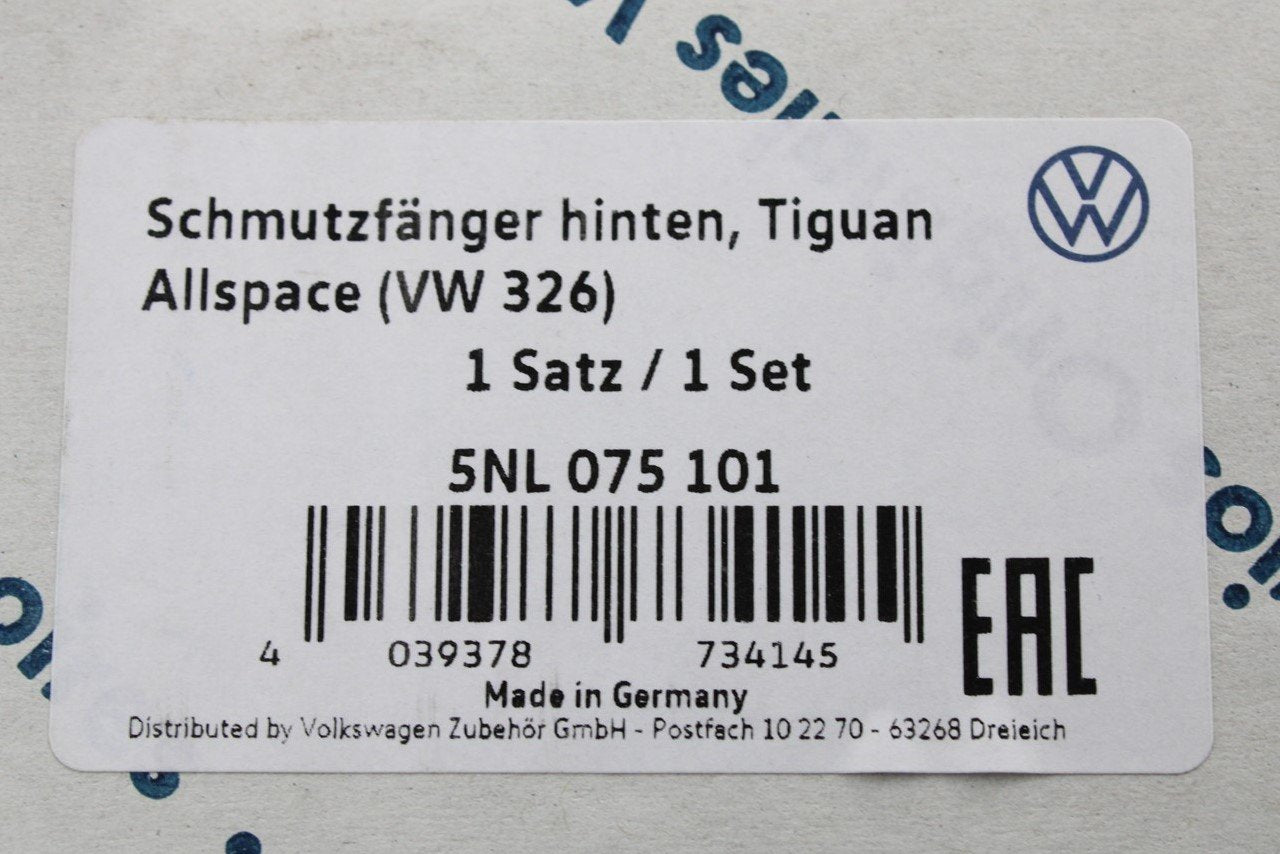 Schmutzfänger hinten, Tiguan
Allspace (VW 326)
1 Satz / 1 Set
5NL 075 101
4 039378 734145
EAC
Made in Germany
Distributed by Volkswagen Zubehör GmbH - Postfach 10 22 70 - 63268 Dreieich